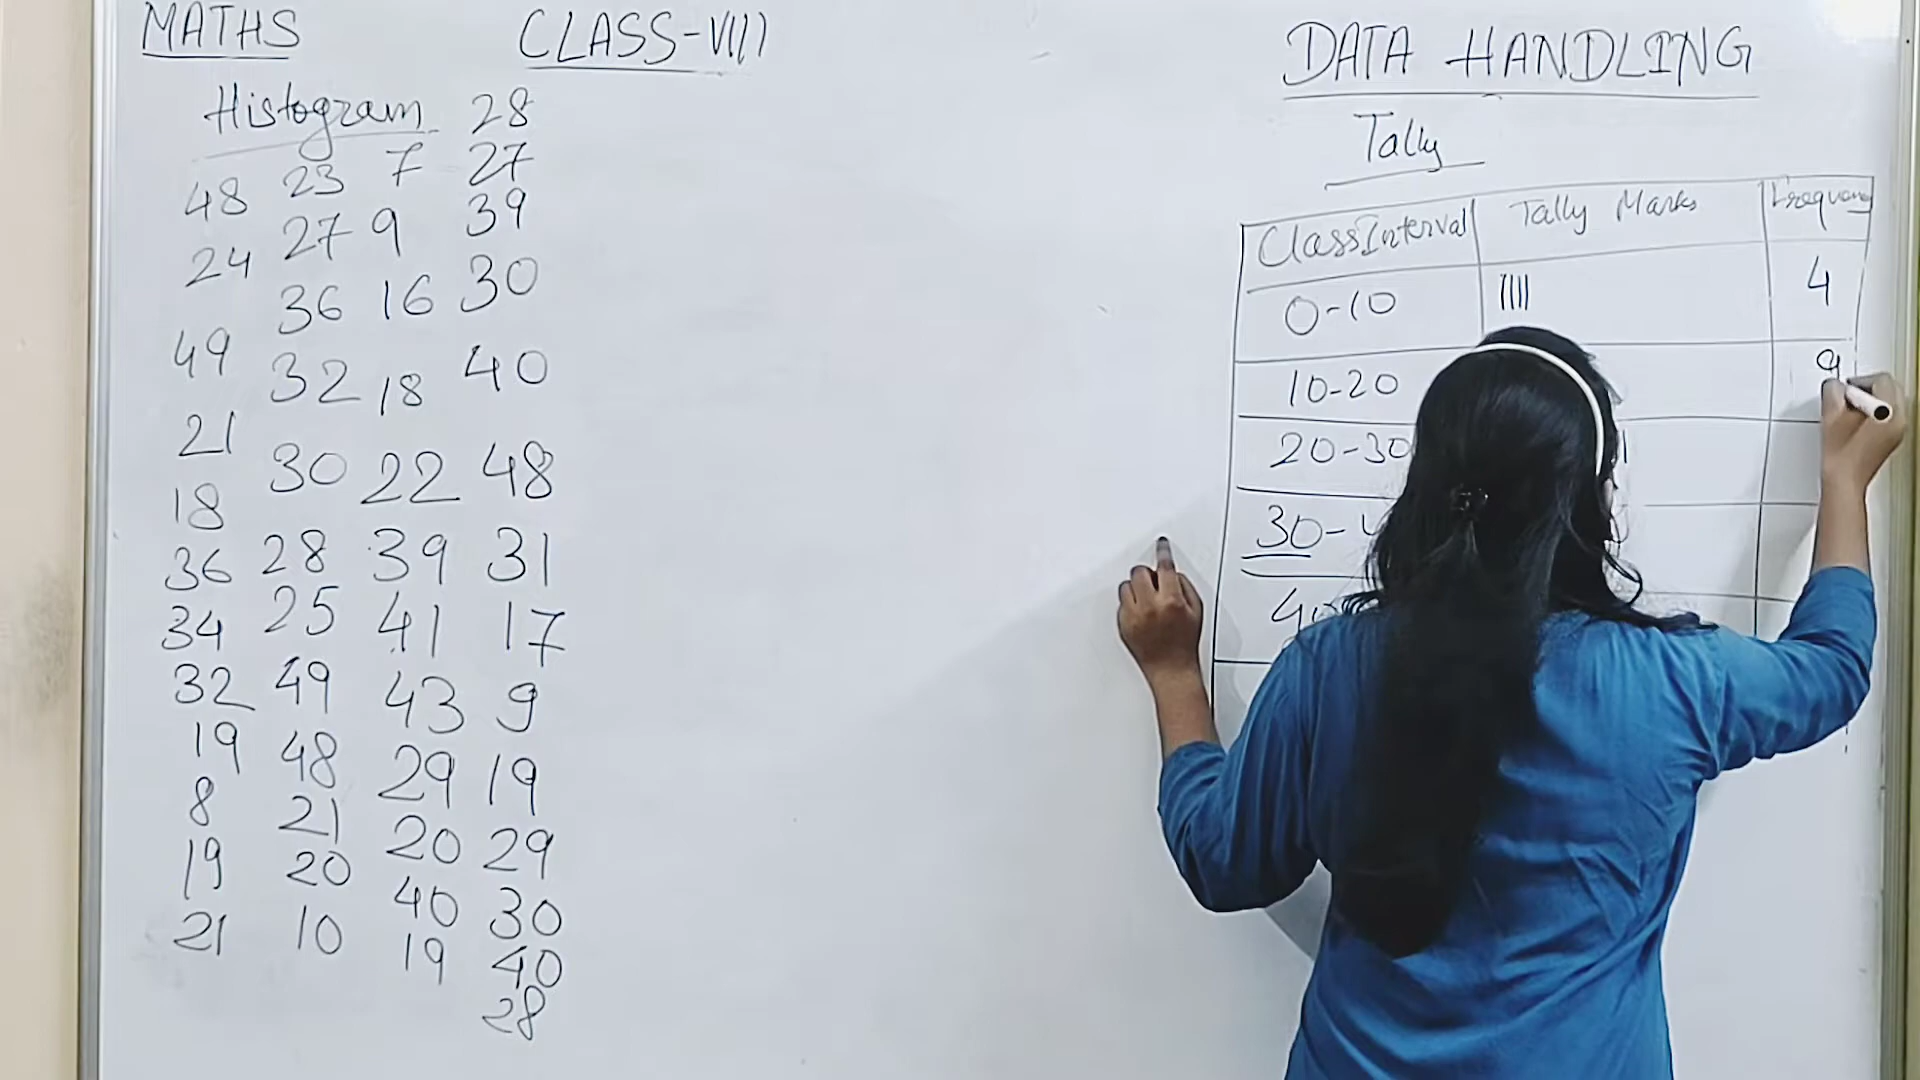 MATHS CLASS-VIII DATA HANDLING
Histogram 28
48 23 7 27
24 27 9 39
49 36 16 30
21 32 18 40
18 30 22 48
36 28 39 31
34 25 41 17
32 49 43 9
19 48 29 19
8 21 20 29
19 20 40 30
21 10 19 40
28
Tally
Class Interval Tally Marks
0-10 |||| 4
10-20 9
20-30
30-